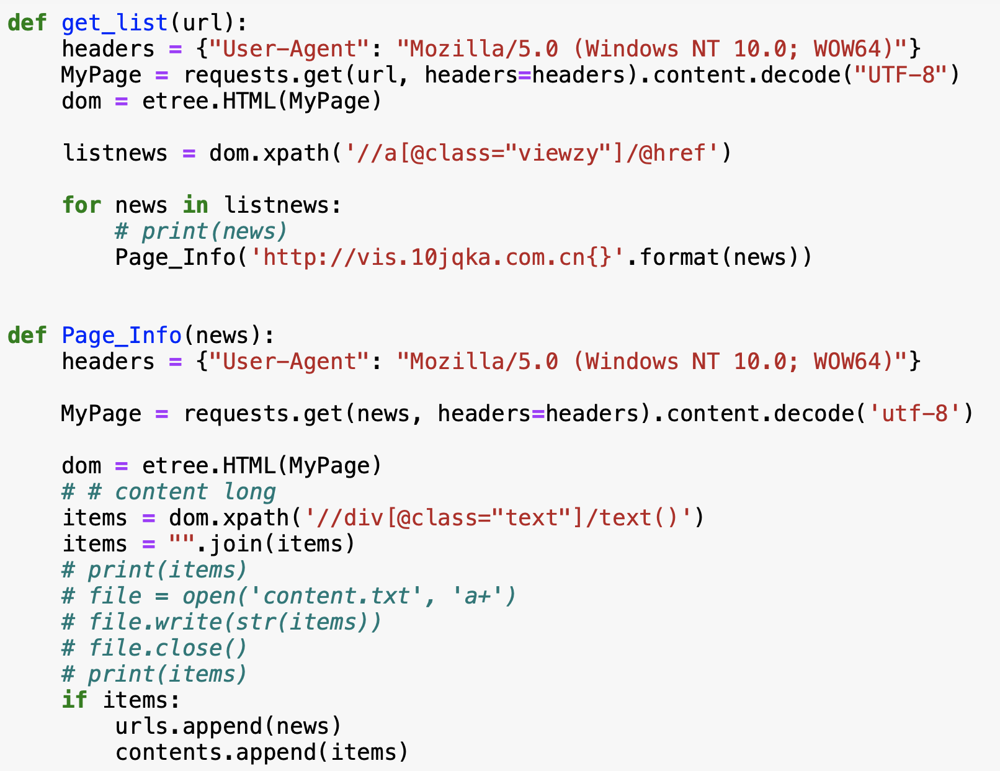 def get_list(url):
    headers = {"User-Agent": "Mozilla/5.0 (Windows NT 10.0; WOW64)"}
    MyPage = requests.get(url, headers=headers).content.decode("UTF-8")
    dom = etree.HTML(MyPage)

    listnews = dom.xpath('//a[@class="viewzy"]/@href')

    for news in listnews:
        # print(news)
        Page_Info('http://vis.10jqka.com.cn{}'.format(news))


def Page_Info(news):
    headers = {"User-Agent": "Mozilla/5.0 (Windows NT 10.0; WOW64)"}

    MyPage = requests.get(news, headers=headers).content.decode('utf-8')

    dom = etree.HTML(MyPage)
    # # content long
    items = dom.xpath('//div[@class="text"]/text()')
    items = "".join(items)
    # print(items)
    # file = open('content.txt', 'a+')
    # file.write(str(items))
    # file.close()
    # print(items)
    if items:
        urls.append(news)
        contents.append(items)